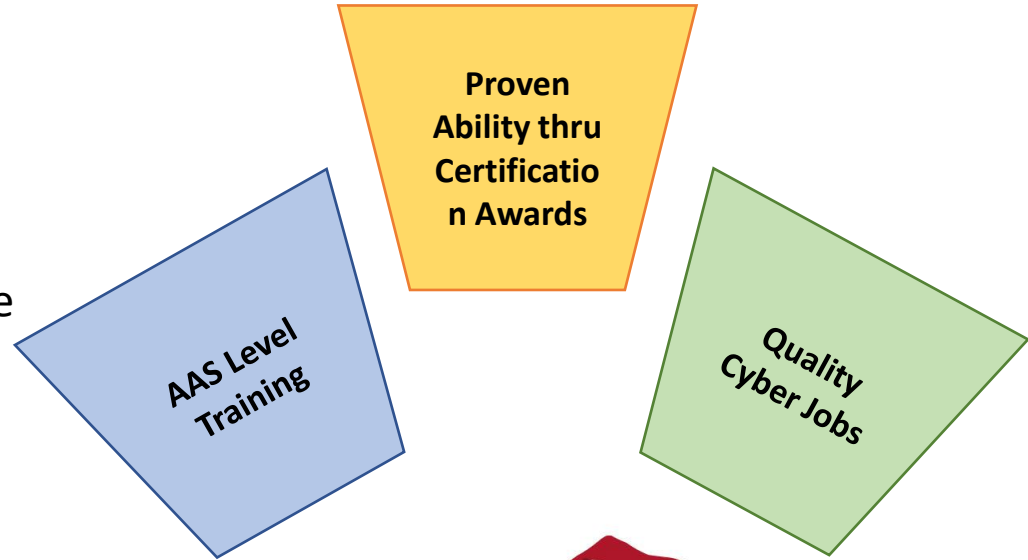 Proven
Ability thru
Certificatio
n Awards
e
AAS Level
Training
Quality
Cyber Jobs